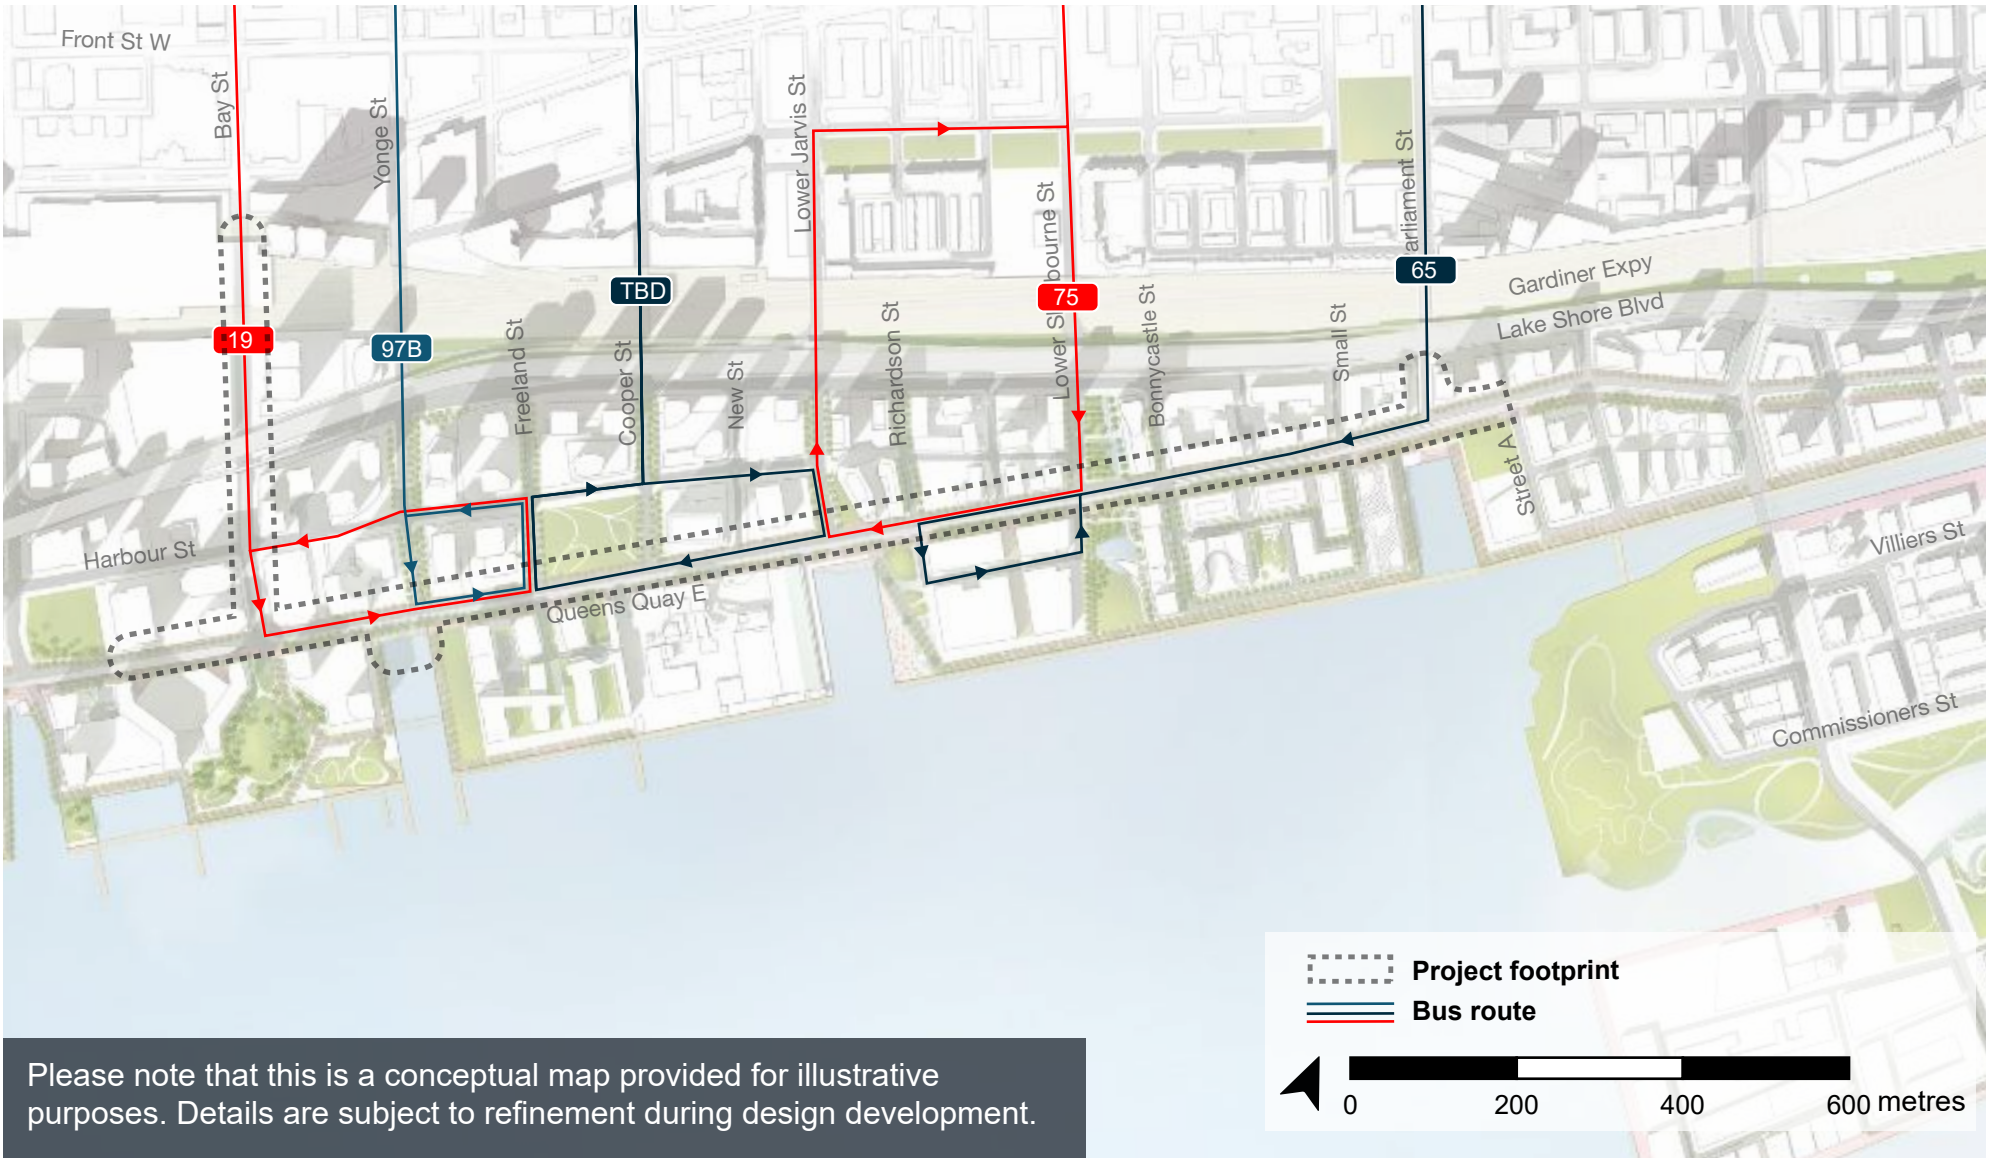 Front St W
Bay St
Yonge St
Lower Jarvis St
Lower S bourne St
arliament St
Gardiner Expy
Lake Shore Blvd
TBD
65
75
19
97B
Freeland St
Cooper St
New St
Richardson St
Lower
Bonnycastle St
Small St
Street A
Harbour St
Queens Quay E
Villiers St
Commissioners St
Project footprint
Bus route
0 200 400 600 metres
Please note that this is a conceptual map provided for illustrative
purposes. Details are subject to refinement during design development.